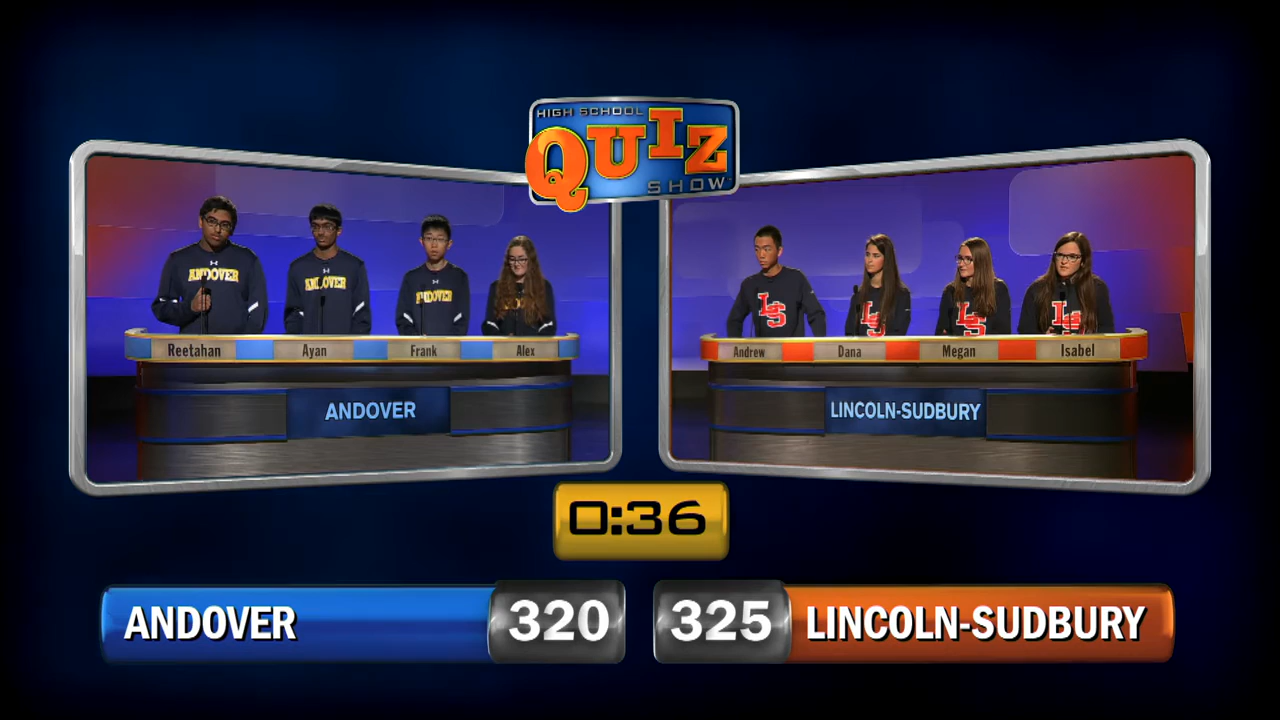 HIGH SCHOOL
QUIZ
SHOW
ANDOVER
ANDOVER
ANDOVER
LS
LS
LS
LS
Reetahan
Ayan
Frank
Alex
Andrew
Dana
Megan
Isabel
ANDOVER
LINCOLN-SUDBURY
0:36
ANDOVER
320
325
LINCOLN-SUDBURY